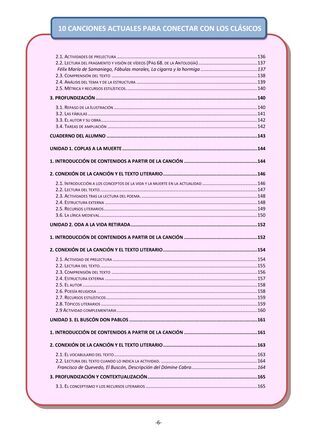 10 CANCIONES ACTUALES PARA CONECTAR CON LOS CLÁSICOS
2.1. ACTIVIDADES DE PRELECTURA 136
2.2. LECTURA DEL FRAGMENTO Y VISIÓN DE VÍDEOS (PÁG 68. DE LA ANTOLOGÍA) 137
Félix María de Samaniego, Fábulas morales, La cigarra y la hormiga 137
2.3. COMPRENSIÓN DEL TEXTO 138
2.4. ANÁLISIS DEL TEMA Y DE LA ESTRUCTURA 139
2.5. MÉTRICA Y RECURSOS ESTILÍSTICOS 140
3. PROFUNDIZACIÓN 140
3.1. REPASO DE LA ILUSTRACIÓN 140
3.2. LAS FÁBULAS 141
3.3. EL AUTOR Y SU OBRA 142
3.4. TAREAS DE AMPLIACIÓN 142
CUADERNO DEL ALUMNO 143
UNIDAD 1. COPLAS A LA MUERTE 144
1. INTRODUCCIÓN DE CONTENIDOS A PARTIR DE LA CANCIÓN 144
2. CONEXIÓN DE LA CANCIÓN Y EL TEXTO LITERARIO 146
2.1. INTRODUCCIÓN A LOS CONCEPTOS DE LA VIDA Y LA MUERTE EN LA ACTUALIDAD 146
2.2. LECTURA DEL TEXTO 147
2.3. ACTIVIDADES TRAS LA LECTURA DEL POEMA 148
2.4. ESTRUCTURA EXTERNA 148
2.5. RECURSOS LITERARIOS 149
3.6. LA LÍRICA MEDIEVAL 150
UNIDAD 2. ODA A LA VIDA RETIRADA 152
1. INTRODUCCIÓN DE CONTENIDOS A PARTIR DE LA CANCIÓN 152
2. CONEXIÓN DE LA CANCIÓN Y EL TEXTO LITERARIO 154
2.1. ACTIVIDAD DE PRELECTURA 154
2.2. LECTURA DEL TEXTO 155
2.3. COMPRENSIÓN DEL TEXTO 156
2.4. ESTRUCTURA EXTERNA 157
2.5. EL AUTOR 158
2.6. POESÍA RELIGIOSA 158
2.7. RECURSOS ESTILÍSTICOS 159
2.8. TÓPICOS LITERARIOS 159
2.9 ACTIVIDAD COMPLEMENTARIA 160
UNIDAD 3. EL BUSCÓN DON PABLOS 161
1. INTRODUCCIÓN DE CONTENIDOS A PARTIR DE LA CANCIÓN 161
2. CONEXIÓN DE LA CANCIÓN Y EL TEXTO LITERARIO 163
2.1. EL VOCABULARIO DEL TEXTO 163
2.2. LECTURA DEL TEXTO CUANDO LO INDICA LA ACTIVIDAD 164
Francisco de Quevedo, El Buscón, Descripción del Dómine Cabra 164
3. PROFUNDIZACIÓN Y CONTEXTUALIZACIÓN 165
3.1. EL CONCEPTISMO Y LOS RECURSOS LITERARIOS 165
-6-